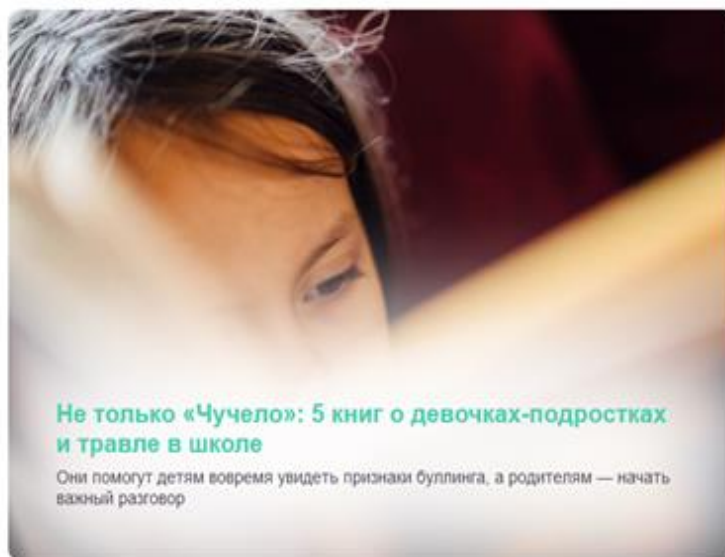 Не только «Чучело»: 5 книг о девочках-подростках
и травле в школе
Они помогут детям вовремя увидеть признаки буллинга, а родителям — начать
важный разговор